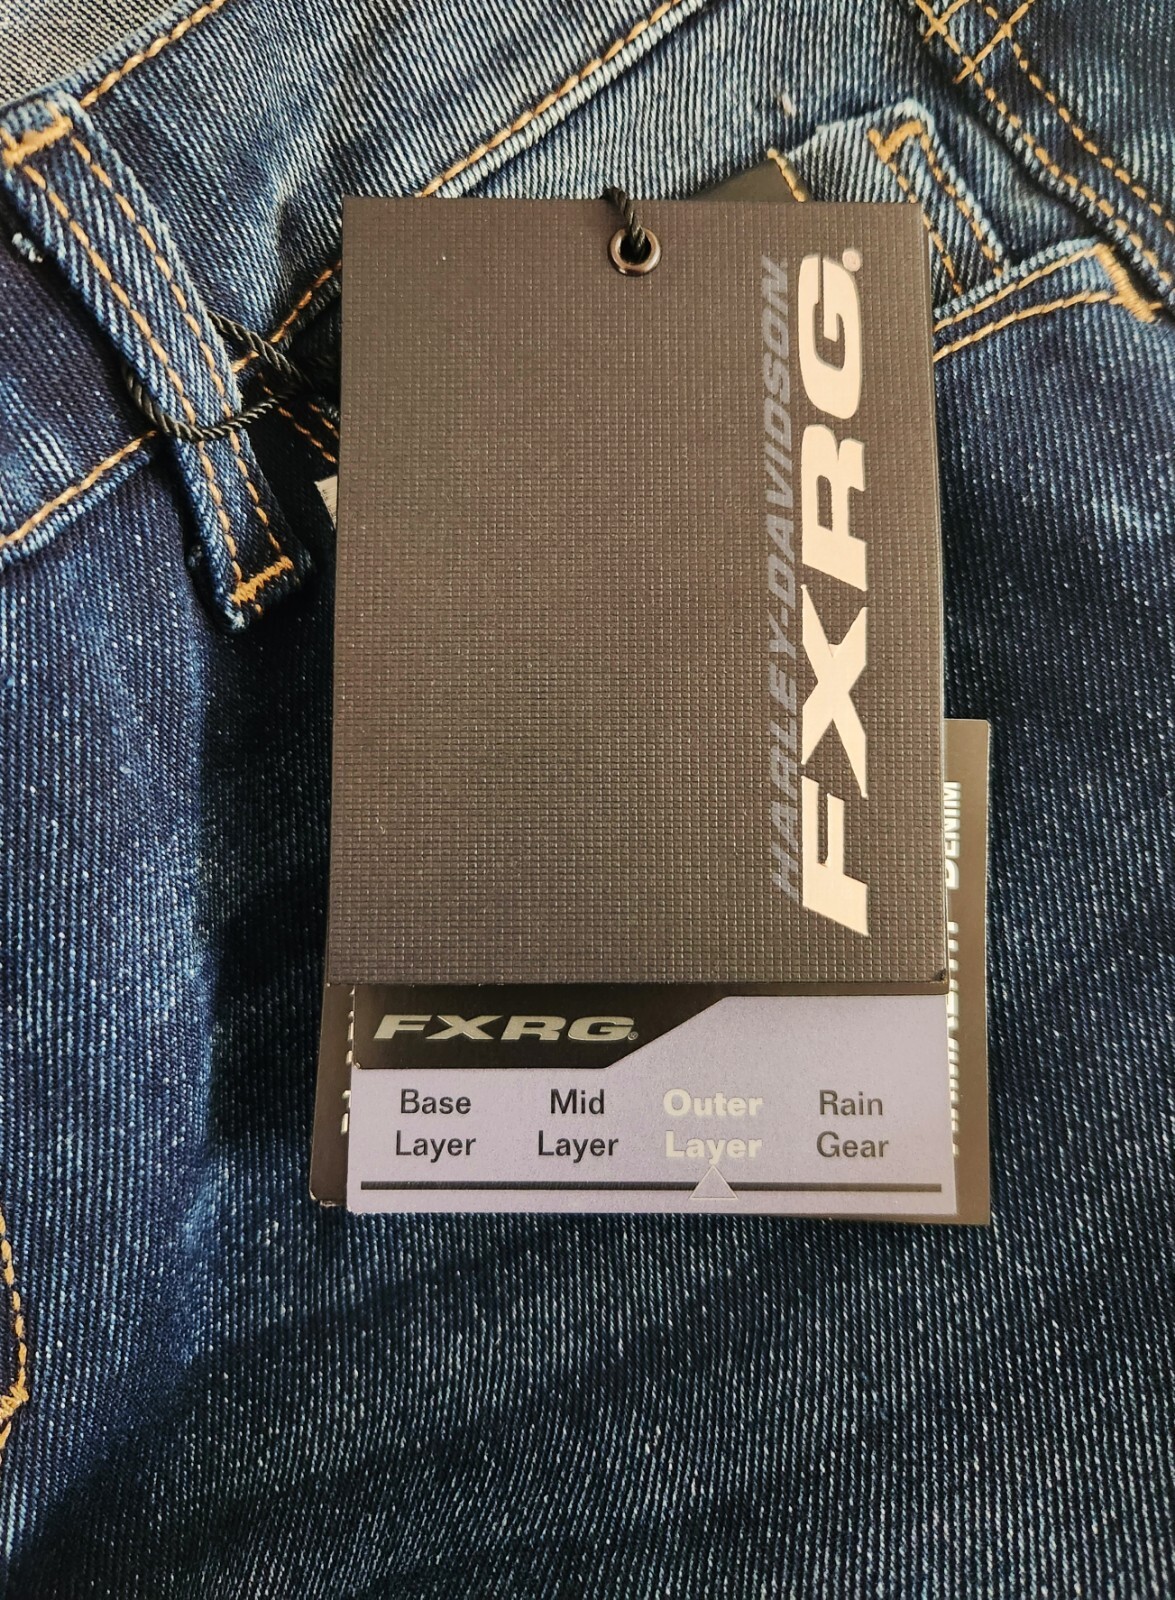 HARLEY-DAVIDSON
FXRG®
FXRG®
Base Layer
Mid Layer
Outer Layer
Rain Gear
DENIM